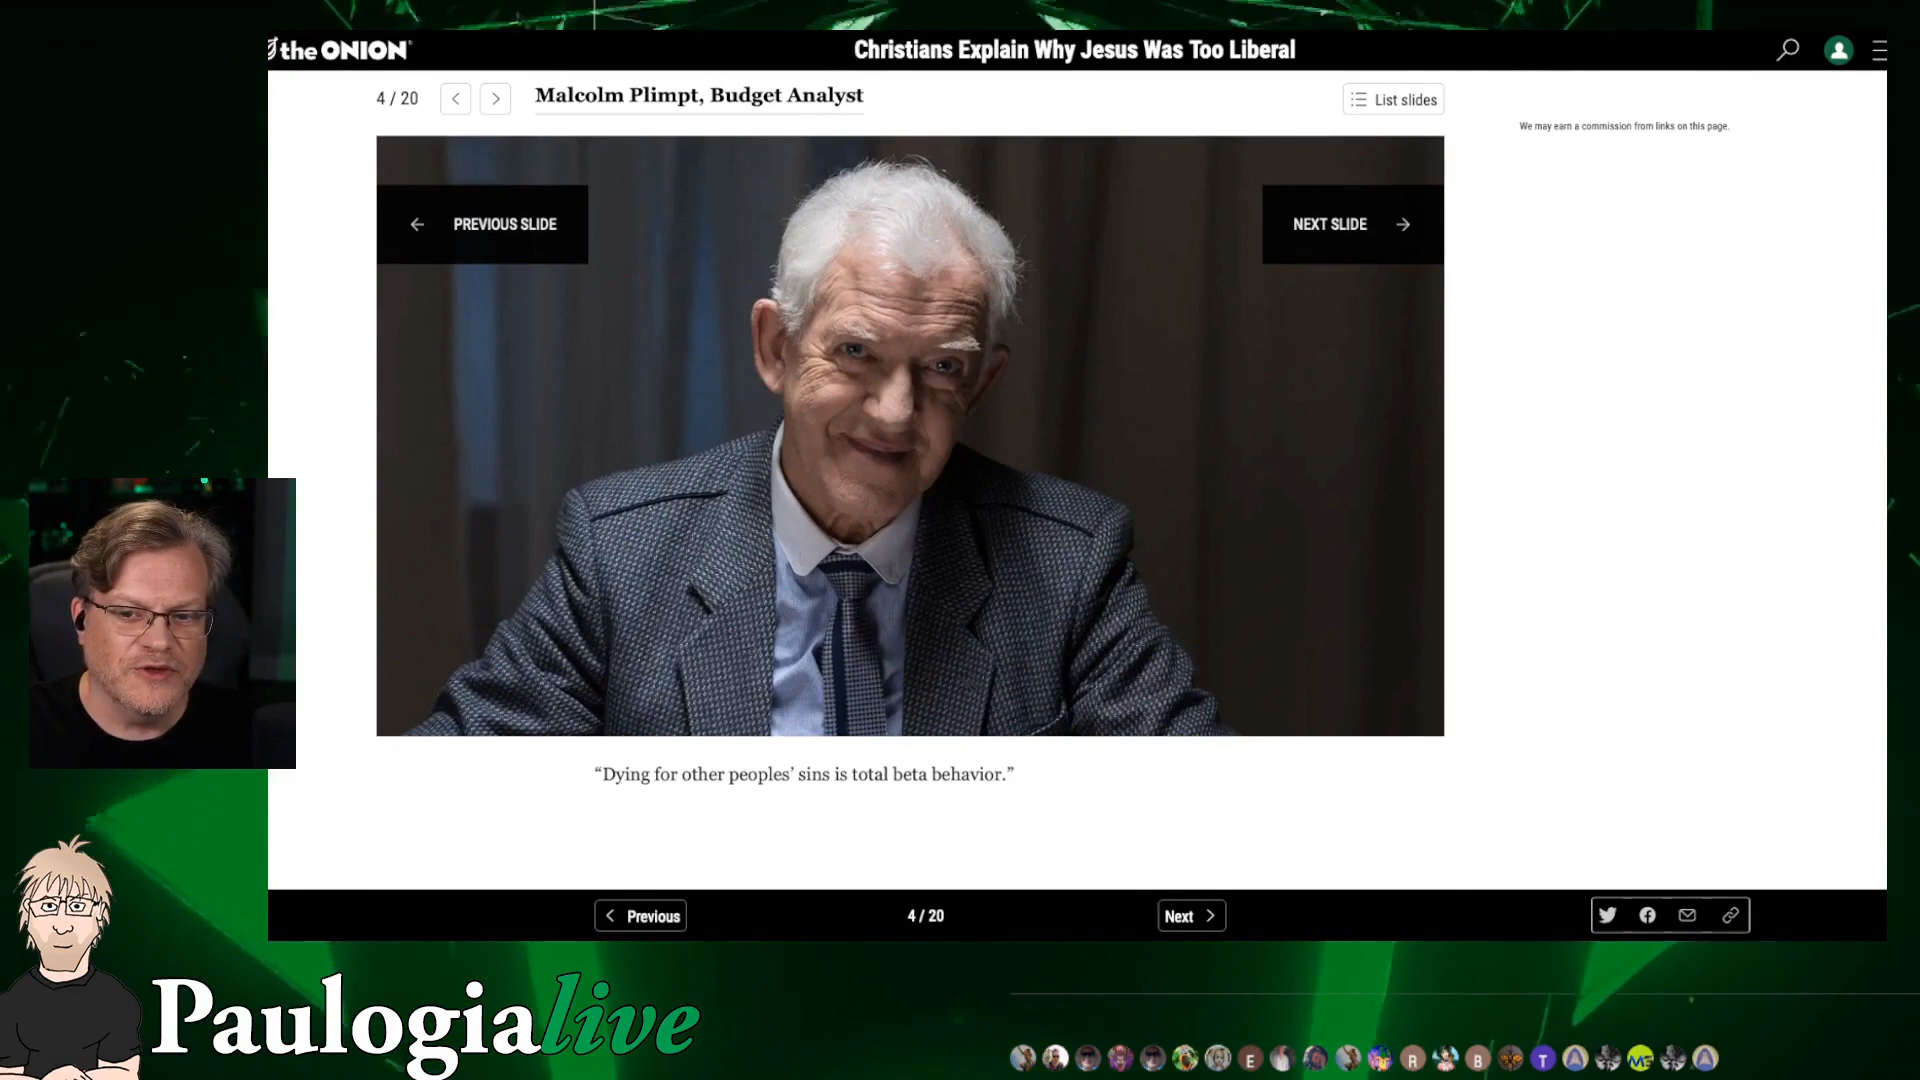 the ONION
Christians Explain Why Jesus Was Too Liberal
4 / 20
Malcolm Plimpt, Budget Analyst
List slides
We may earn a commission from links on this page.
PREVIOUS SLIDE
NEXT SLIDE
“Dying for other peoples’ sins is total beta behavior.”
Previous
4 / 20
Next
Paulogialive
E
R
B
T